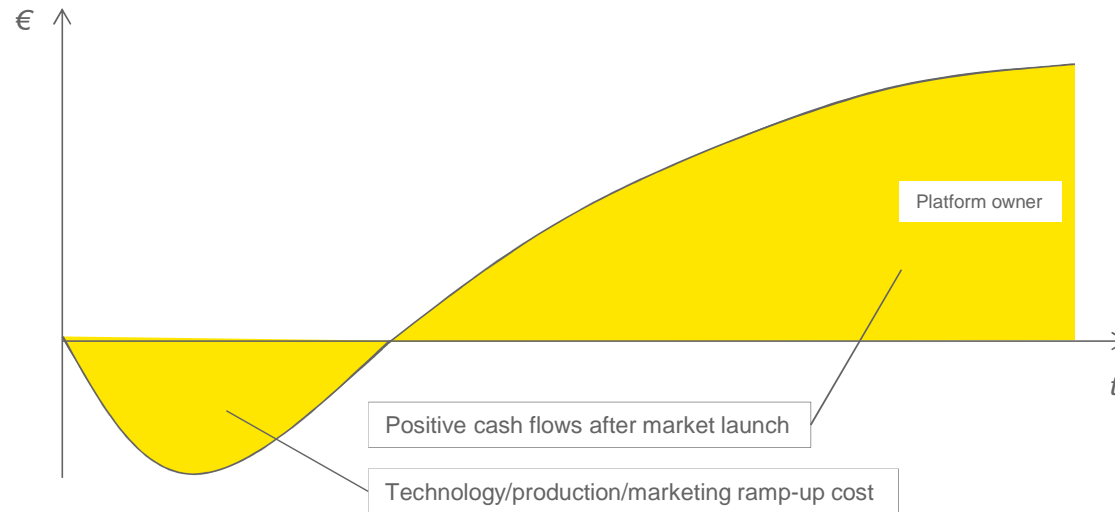 €
Platform owner
t
Positive cash flows after market launch
Technology/production/marketing ramp-up cost